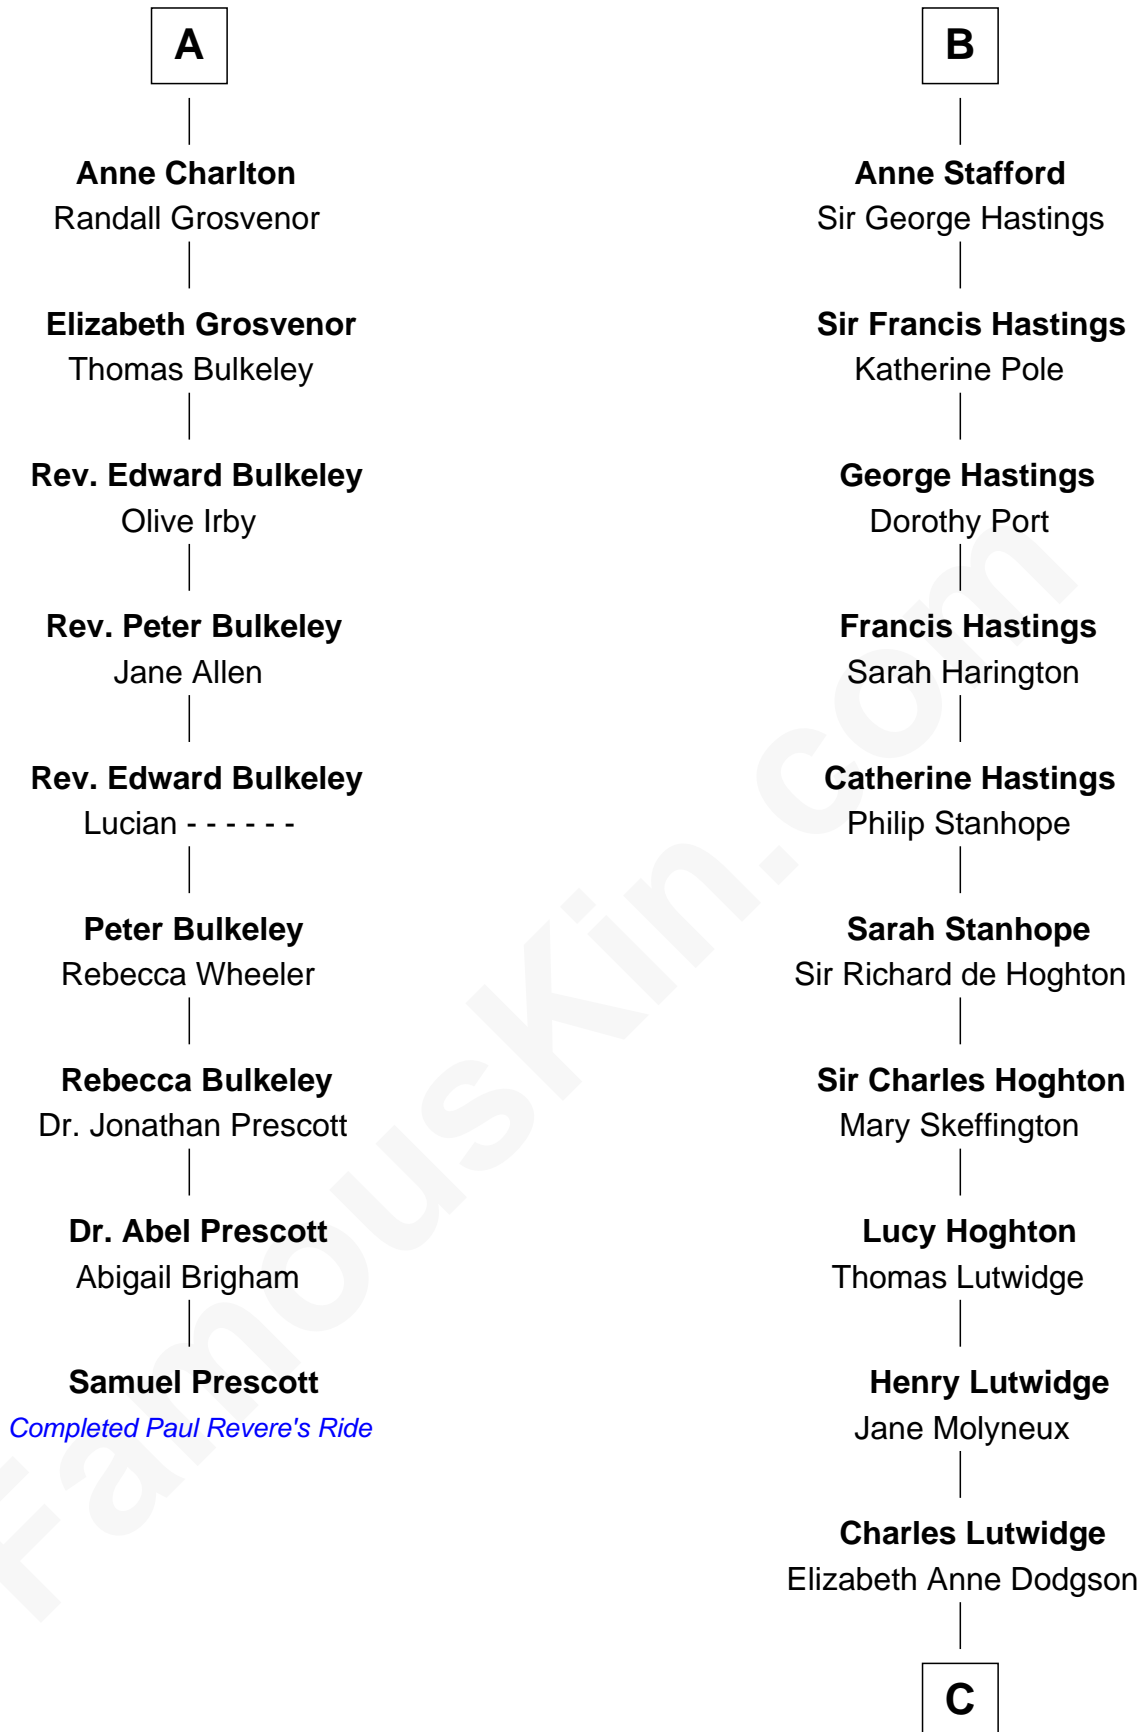 A
Anne Charlton
Randall Grosvenor
Elizabeth Grosvenor
Thomas Bulkeley
Rev. Edward Bulkeley
Olive Irby
Rev. Peter Bulkeley
Jane Allen
Rev. Edward Bulkeley
Lucian - - - - - -
Peter Bulkeley
Rebecca Wheeler
Rebecca Bulkeley
Dr. Jonathan Prescott
Dr. Abel Prescott
Abigail Brigham
Samuel Prescott
Completed Paul Revere's Ride
B
Anne Stafford
Sir George Hastings
Sir Francis Hastings
Katherine Pole
George Hastings
Dorothy Port
Francis Hastings
Sarah Harington
Catherine Hastings
Philip Stanhope
Sarah Stanhope
Sir Richard de Hoghton
Sir Charles Hoghton
Mary Skeffington
Lucy Hoghton
Thomas Lutwidge
Henry Lutwidge
Jane Molyneux
Charles Lutwidge
Elizabeth Anne Dodgson
C
FamousKin.com